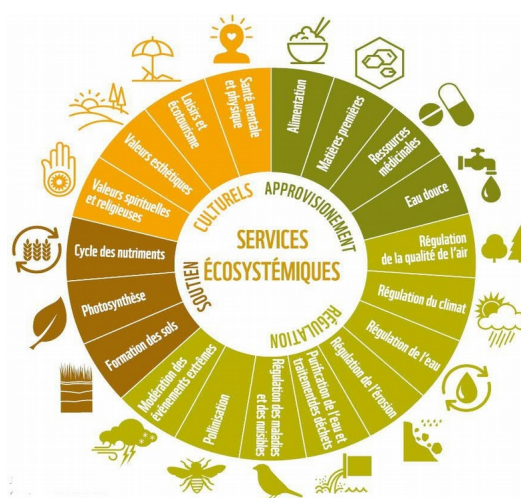 SERVICES
ÉCOSYSTÉMIQUES
APPROVISIONEMENT
Alimentation
Matières premières
Ressources
médicinales
Eau douce
RÉGULATION
Régulation
de la qualité de l'air
Régulation du climat
Régulation de l'eau
Régulation de l'érosion
Purification de l'eau et
traitementdes déchets
Régulation des maladies
et des nuisibles
Pollinisation
Modération des
événements extrêmes
SOUTIEN
Formation des sols
Photosynthèse
Cycle des nutriments
CULTURELS
Valeurs spirituelles
et religieuses
Valeurs esthétiques
Loisirs et
écotourisme
Santé mentale
et physique